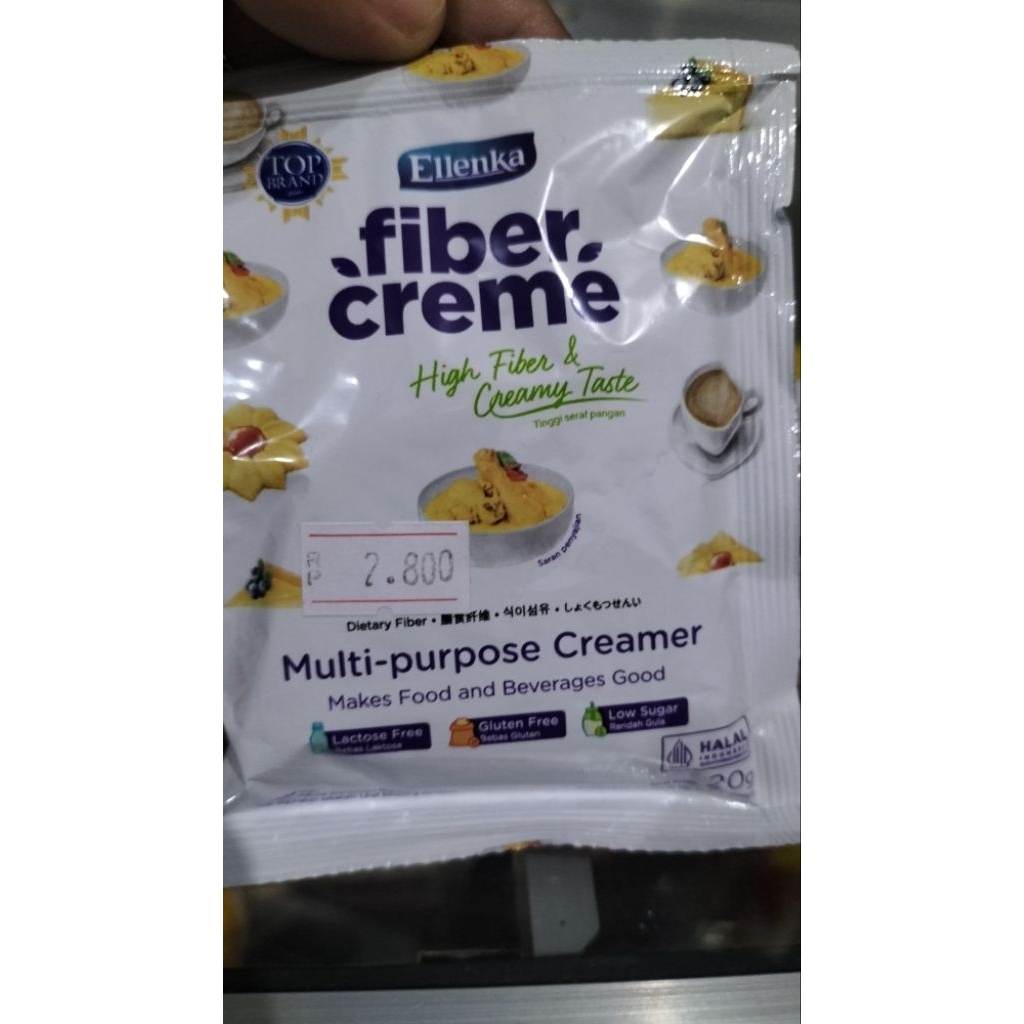 TOP
BRAND
Ellenka
fiber
creme
High Fiber &
Creamy Taste
Tinggi serat pangan
Saran penyajian
RP 2.800
Dietary Fiber • 膳食纤维 • 식이섬유 • しょくもつせんい
Multi-purpose Creamer
Makes Food and Beverages Good
Lactose Free
Bebas Laktosa
Gluten Free
Bebas Gluten
Low Sugar
Rendah Gula
HALAL
INDONESIA
20g